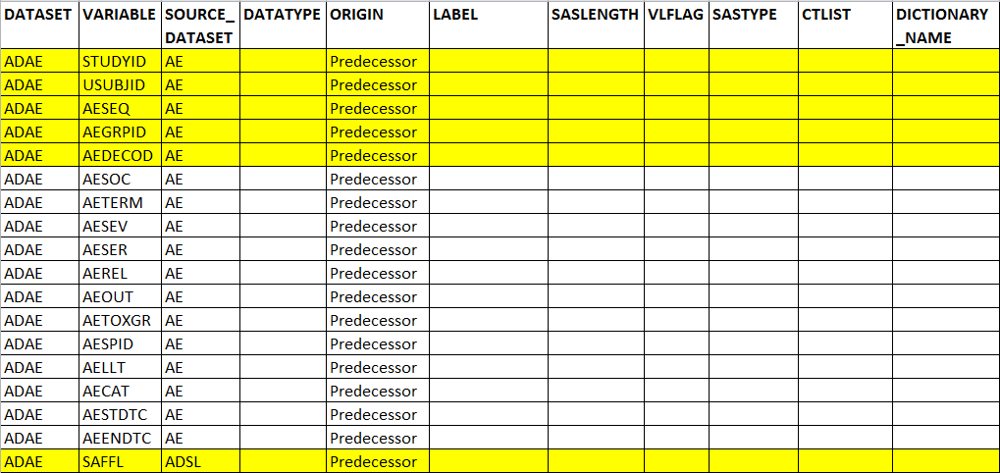 DATASET VARIABLE SOURCE_ DATATYPE ORIGIN LABEL SASLENGTH VLFLAG SASTYPE CTLIST DICTIONARY
DATASET _NAME
ADAE STUDYID AE Predecessor
ADAE USUBJID AE Predecessor
ADAE AESEQ AE Predecessor
ADAE AEGRPID AE Predecessor
ADAE AEDECOD AE Predecessor
ADAE AESOC AE Predecessor
ADAE AETERM AE Predecessor
ADAE AESEV AE Predecessor
ADAE AESER AE Predecessor
ADAE AEREL AE Predecessor
ADAE AEOUT AE Predecessor
ADAE AETOXGR AE Predecessor
ADAE AESPID AE Predecessor
ADAE AELLT AE Predecessor
ADAE AECAT AE Predecessor
ADAE AESTDTC AE Predecessor
ADAE AEENDTC AE Predecessor
ADAE SAFFL ADSL Predecessor